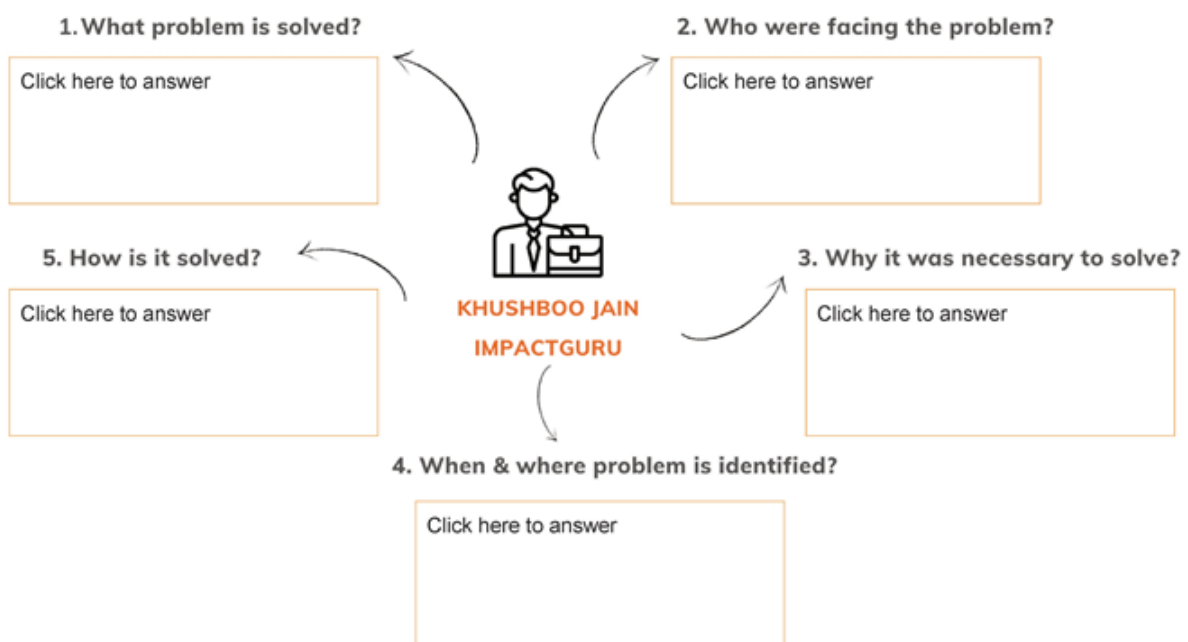 1.What problem is solved?
Click here to answer
2. Who were facing the problem?
Click here to answer
KHUSHBOO JAIN
IMPACTGURU
3. Why it was necessary to solve?
Click here to answer
4. When & where problem is identified?
Click here to answer
5. How is it solved?
Click here to answer